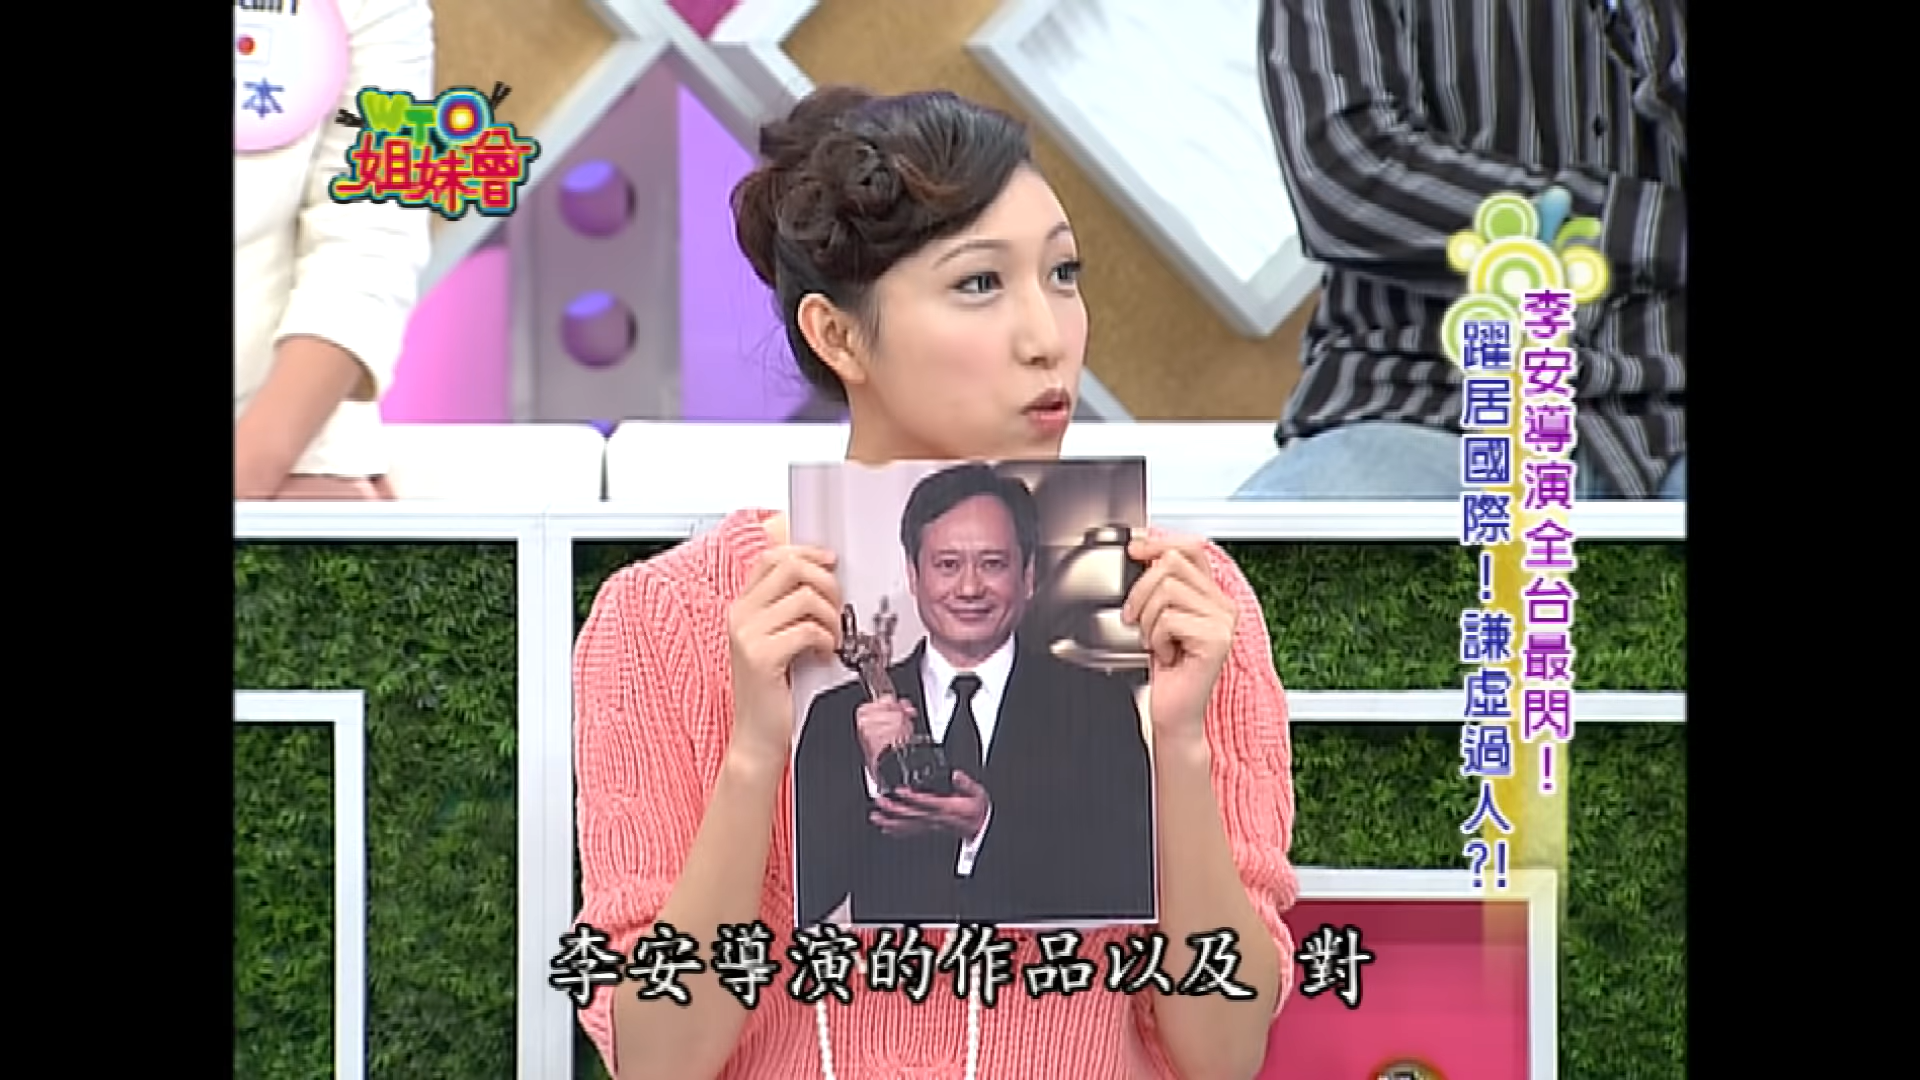 本
WTO
姐妹會
李安導演全台最閃！
躍居國際！謙虛過人?!
李安導演的作品以及 對